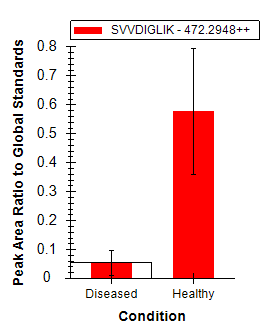 SVVDIGLIK - 472.2948++
Peak Area Ratio to Global Standards
0.8
0.7
0.6
0.5
0.4
0.3
0.2
0.1
0
Diseased Healthy
Condition